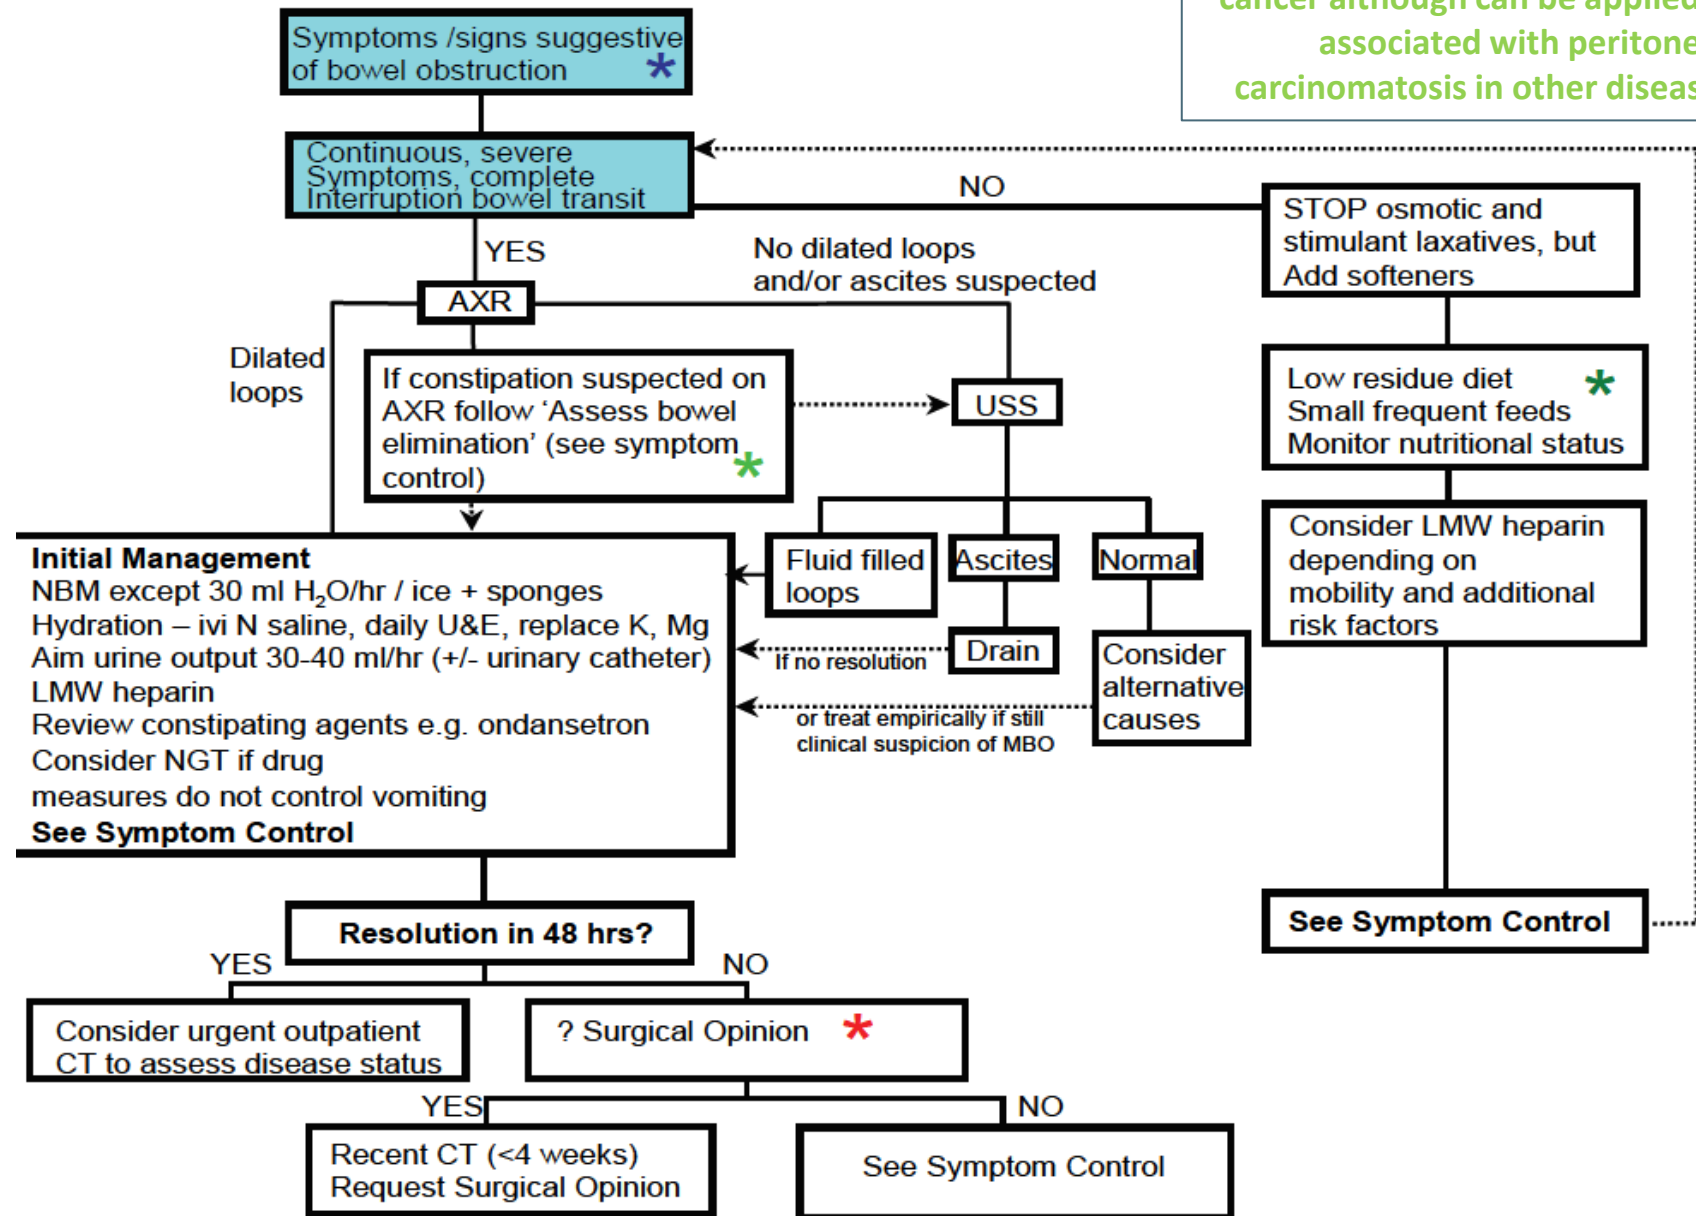 cancer although can be applied
associated with peritone
carcinomatosis in other diseas
Symptoms /signs suggestive
of bowel obstruction *
Continuous, severe
Symptoms, complete
Interruption bowel transit
NO
YES
No dilated loops
and/or ascites suspected
STOP osmotic and
stimulant laxatives, but
Add softeners
AXR
Dilated
loops
If constipation suspected on
AXR follow ‘Assess bowel
elimination’ (see symptom
control) *
USS
Low residue diet *
Small frequent feeds
Monitor nutritional status
Fluid filled
loops
Ascites
Normal
Consider LMW heparin
depending on
mobility and additional
risk factors
Initial Management
NBM except 30 ml H₂O/hr / ice + sponges
Hydration – ivi N saline, daily U&E, replace K, Mg
Aim urine output 30-40 ml/hr (+/- urinary catheter)
LMW heparin
Review constipating agents e.g. ondansetron
Consider NGT if drug
measures do not control vomiting
See Symptom Control
If no resolution
Drain
Consider
alternative
causes
or treat empirically if still
clinical suspicion of MBO
See Symptom Control
Resolution in 48 hrs?
YES
NO
Consider urgent outpatient
CT to assess disease status
? Surgical Opinion *
YES
NO
Recent CT (<4 weeks)
Request Surgical Opinion
See Symptom Control